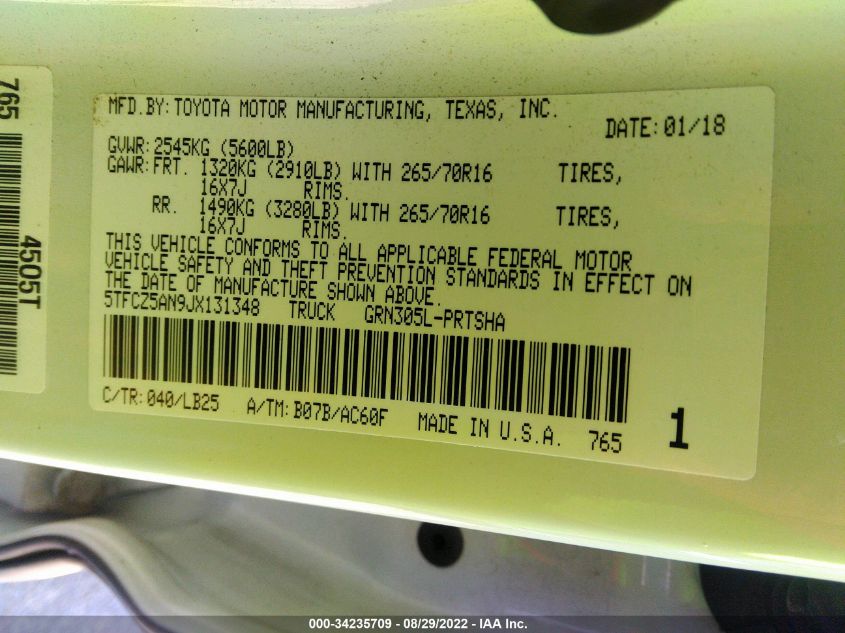 MFD.BY:TOYOTA MOTOR MANUFACTURING, TEXAS, INC.
DATE:01/18
GVWR:2545KG (5600LB)
GAWR:FRT. 1320KG (2910LB) WITH 265/70R16 TIRES,
16X7J RIMS.
RR. 1490KG (3280LB) WITH 265/70R16 TIRES,
16X7J RIMS.
THIS VEHICLE CONFORMS TO ALL APPLICABLE FEDERAL MOTOR
VEHICLE SAFETY AND THEFT PREVENTION STANDARDS IN EFFECT ON
THE DATE OF MANUFACTURE SHOWN ABOVE.
5TFCZ5AN9JX131348 TRUCK GRN305L-PRTSHA
C/TR:040/LB25 A/TM:B07B/AC60F MADE IN U.S.A. 765 1
765
4505T
000-34235709 - 08/29/2022 - IAA Inc.